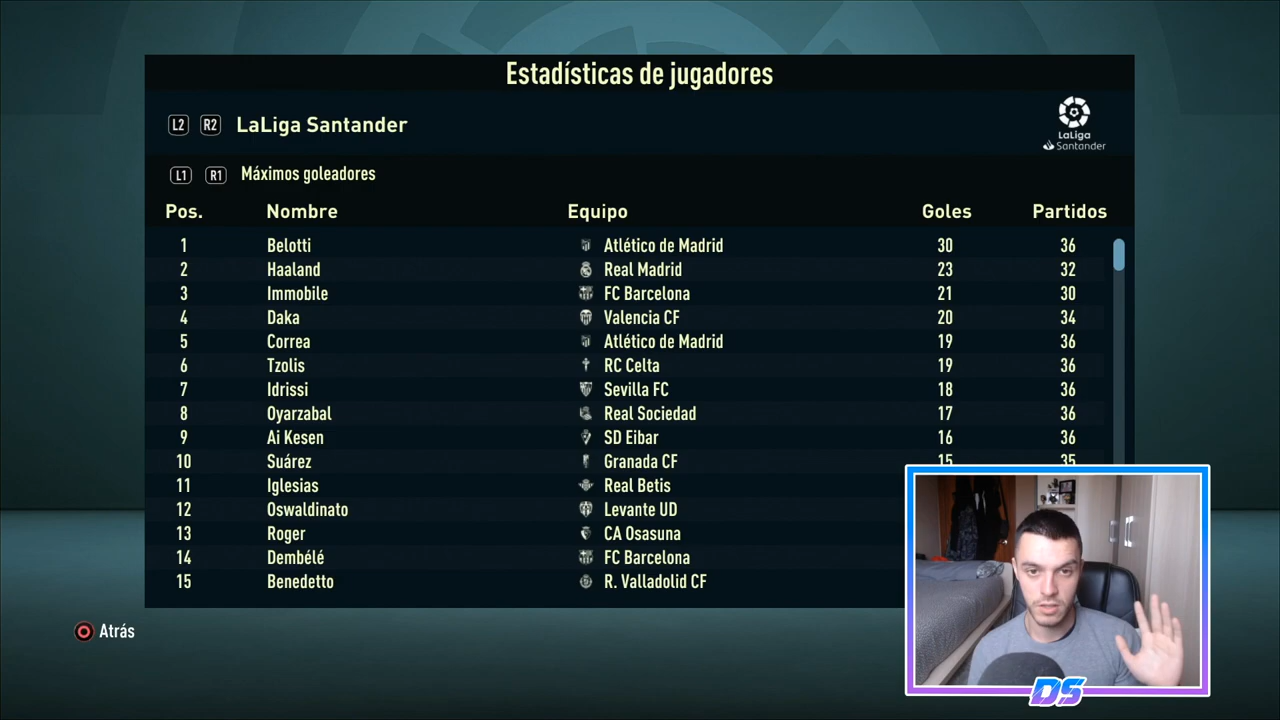 Estadísticas de jugadores
L2 R2 LaLiga Santander
LaLiga
Santander
L1 R1 Máximos goleadores
Pos. Nombre Equipo Goles Partidos
1 Belotti Atlético de Madrid 30 36
2 Haaland Real Madrid 23 32
3 Immobile FC Barcelona 21 30
4 Daka Valencia CF 20 34
5 Correa Atlético de Madrid 19 36
6 Tzolis RC Celta 19 36
7 Idrissi Sevilla FC 18 36
8 Oyarzabal Real Sociedad 17 36
9 Ai Kesen SD Eibar 16 36
10 Suárez Granada CF 15 35
11 Iglesias Real Betis
12 Oswaldinato Levante UD
13 Roger CA Osasuna
14 Dembélé FC Barcelona
15 Benedetto R. Valladolid CF
Atrás
DS